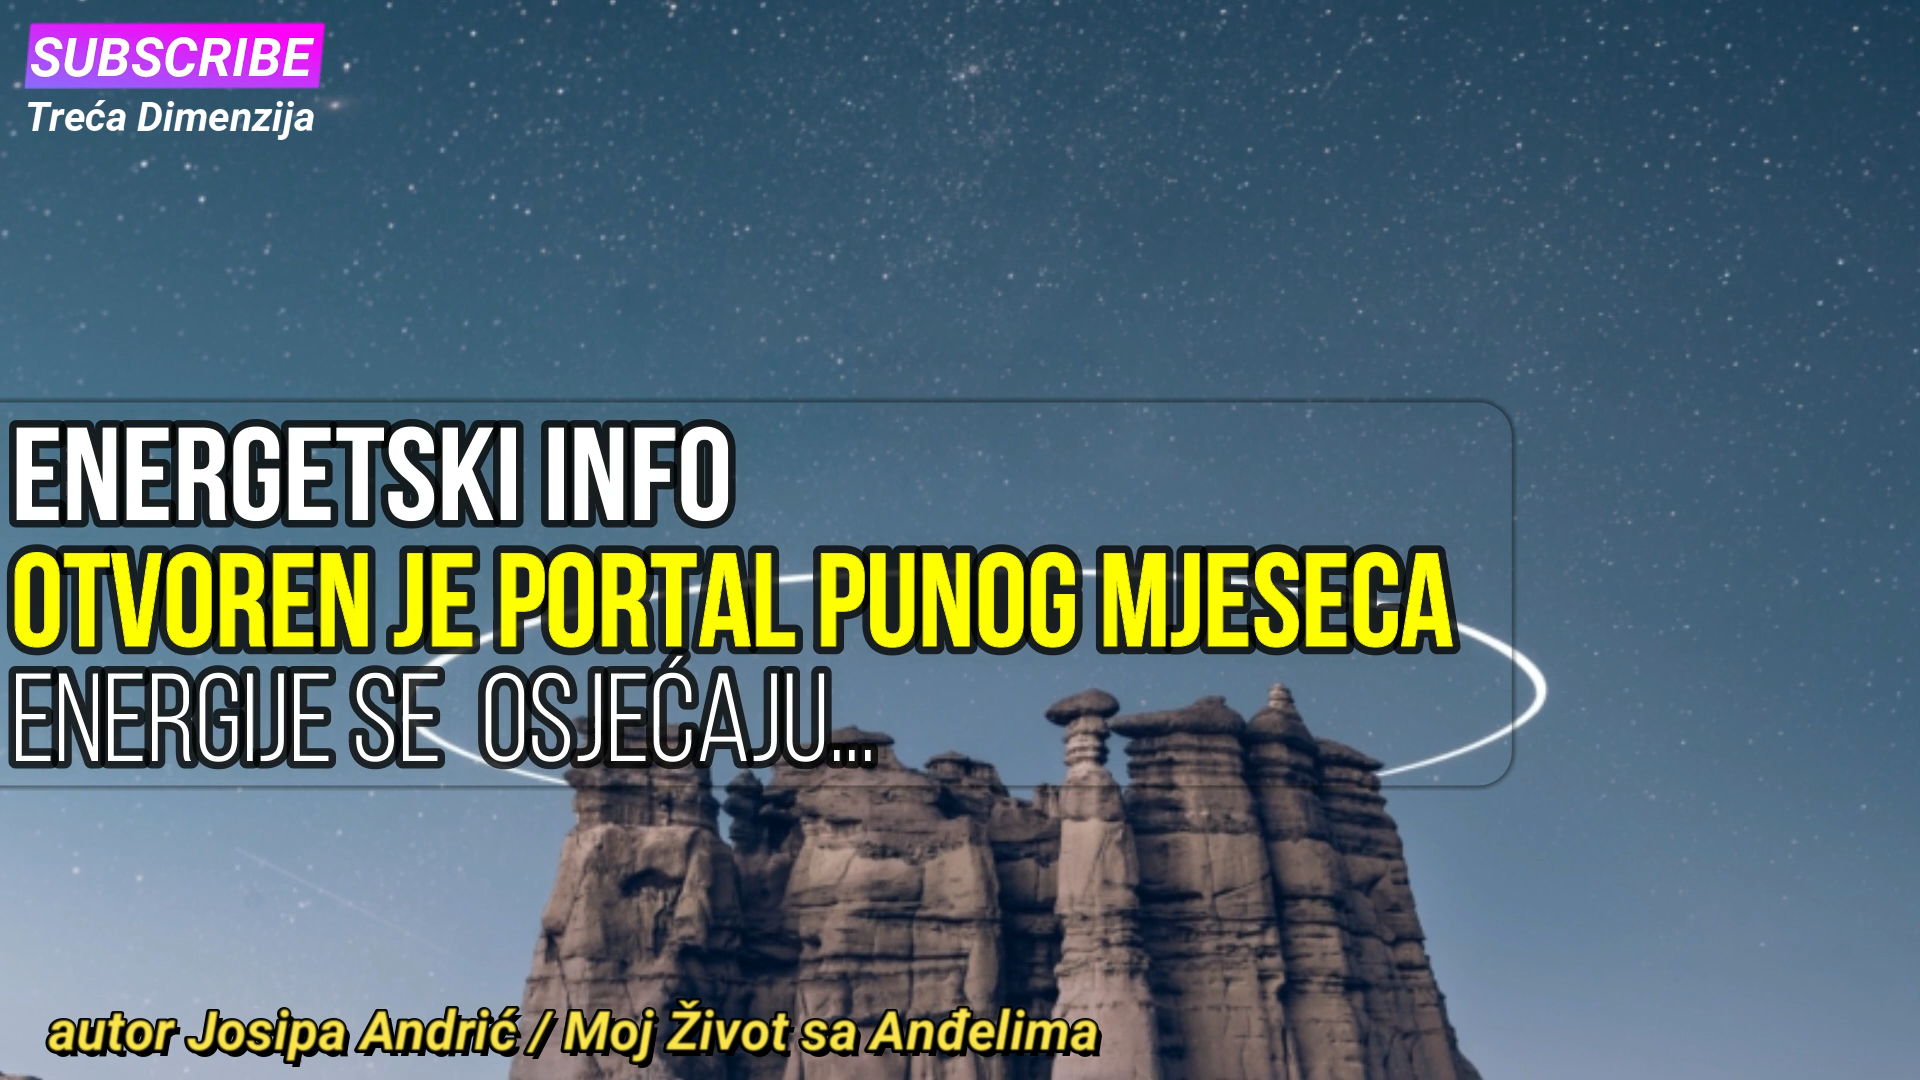 SUBSCRIBE
Treća Dimenzija
ENERGETSKI INFO
OTVOREN JE PORTAL PUNOG MJESECA
ENERGIJE SE OSJEĆAJU...
autor Josipa Andrić / Moj Život sa Anđelima